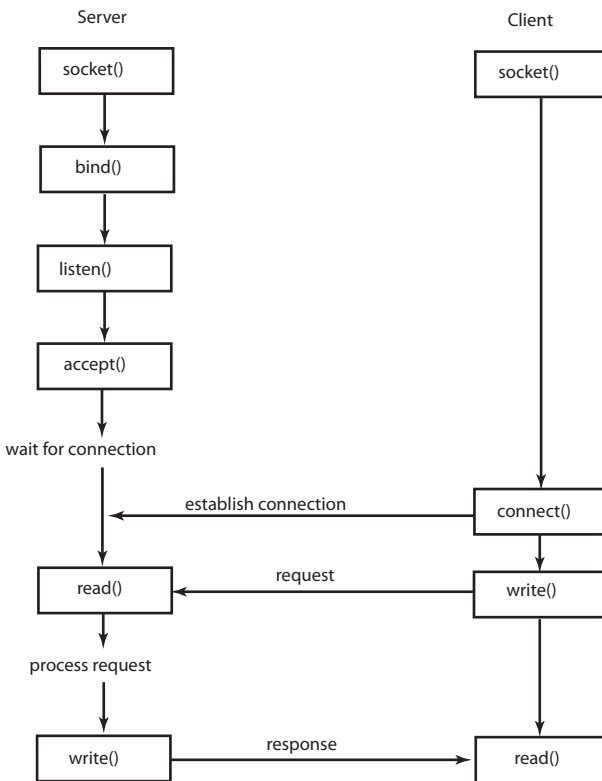 Server
Client
socket()
socket()
bind()
listen()
accept()
wait for connection
establish connection
connect()
read()
request
write()
process request
write()
response
read()